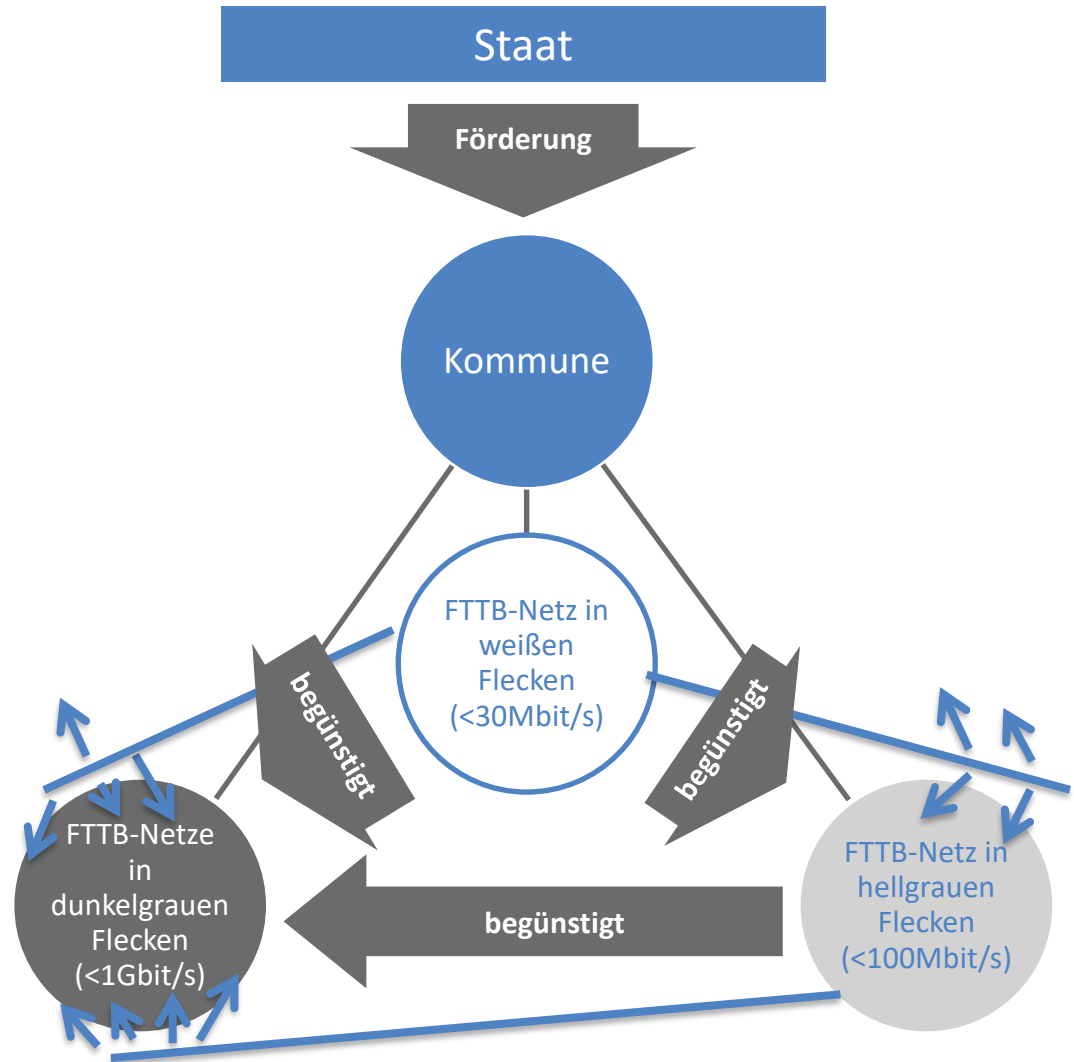 Staat
Förderung
Kommune
FTTB-Netz in
weißen
Flecken
(<30Mbit/s)
begünstigt
begünstigt
FTTB-Netze
in
dunkelgrauen
Flecken
(<1Gbit/s)
begünstigt
FTTB-Netz in
hellgrauen
Flecken
(<100Mbit/s)